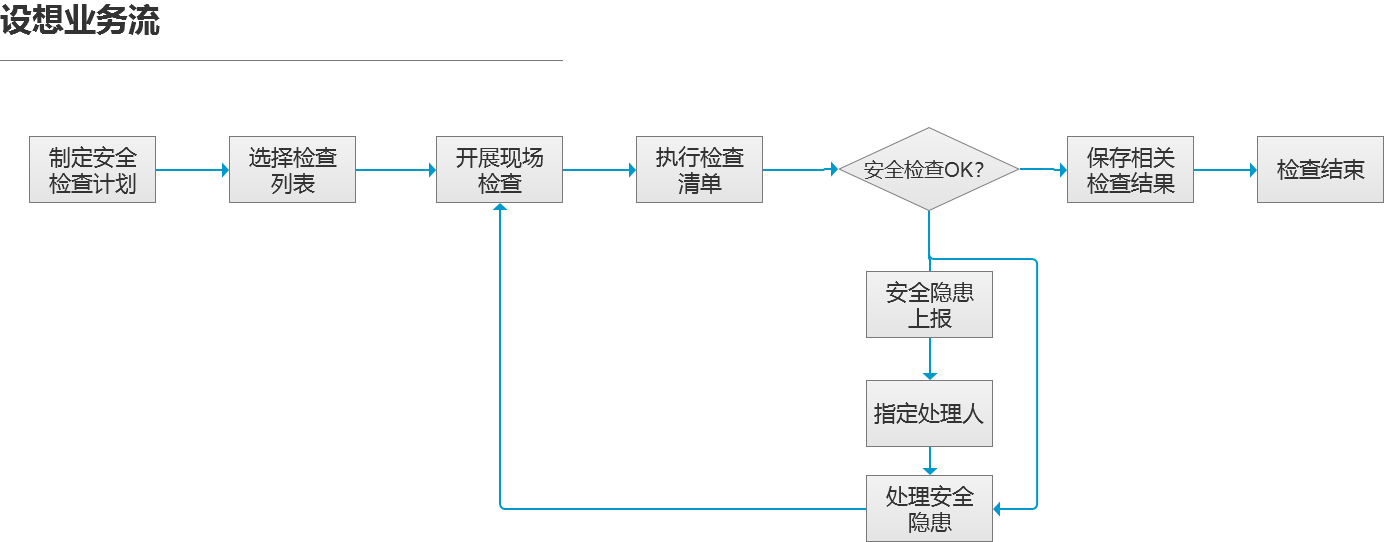 设想业务流
制定安全
检查计划
选择检查
列表
开展现场
检查
执行检查
清单
安全检查OK?
保存相关
检查结果
检查结束
安全隐患
上报
指定处理人
处理安全
隐患